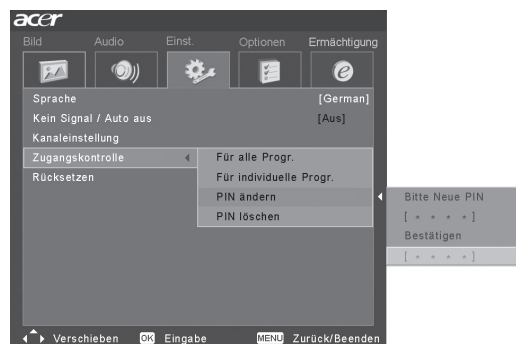 acer
Bild Audio Einst. Optionen Ermächtigung
Sprache [German]
Kein Signal / Auto aus [Aus]
Kanaleinstellung
Zugangskontrolle Für alle Progr.
Rücksetzen Für individuelle Progr.
PIN ändern Bitte Neue PIN
PIN löschen [ * * * * ]
Bestätigen
[ * * * * ]
Verschieben OK Eingabe MENU Zurück/Beenden